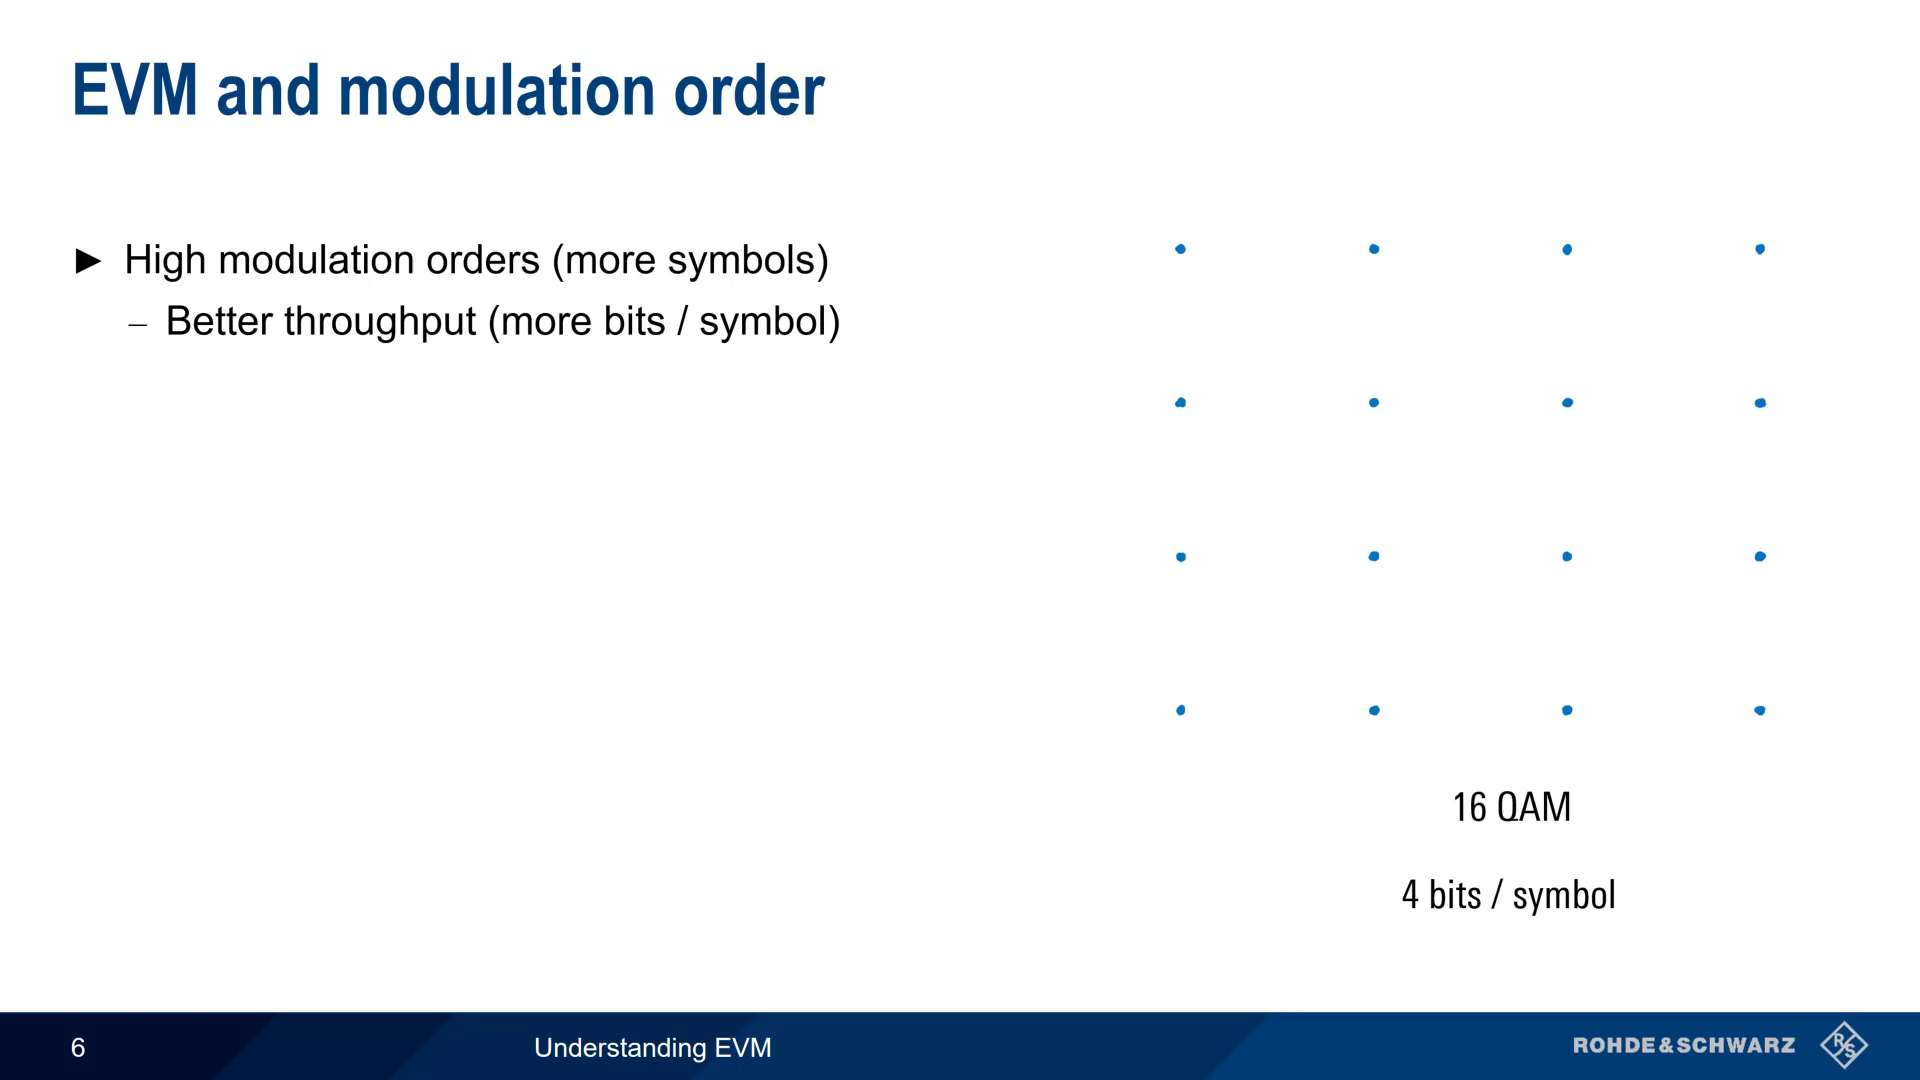 EVM and modulation order
► High modulation orders (more symbols)
– Better throughput (more bits / symbol)
16 QAM
4 bits / symbol
6
Understanding EVM
ROHDE&SCHWARZ
R&S